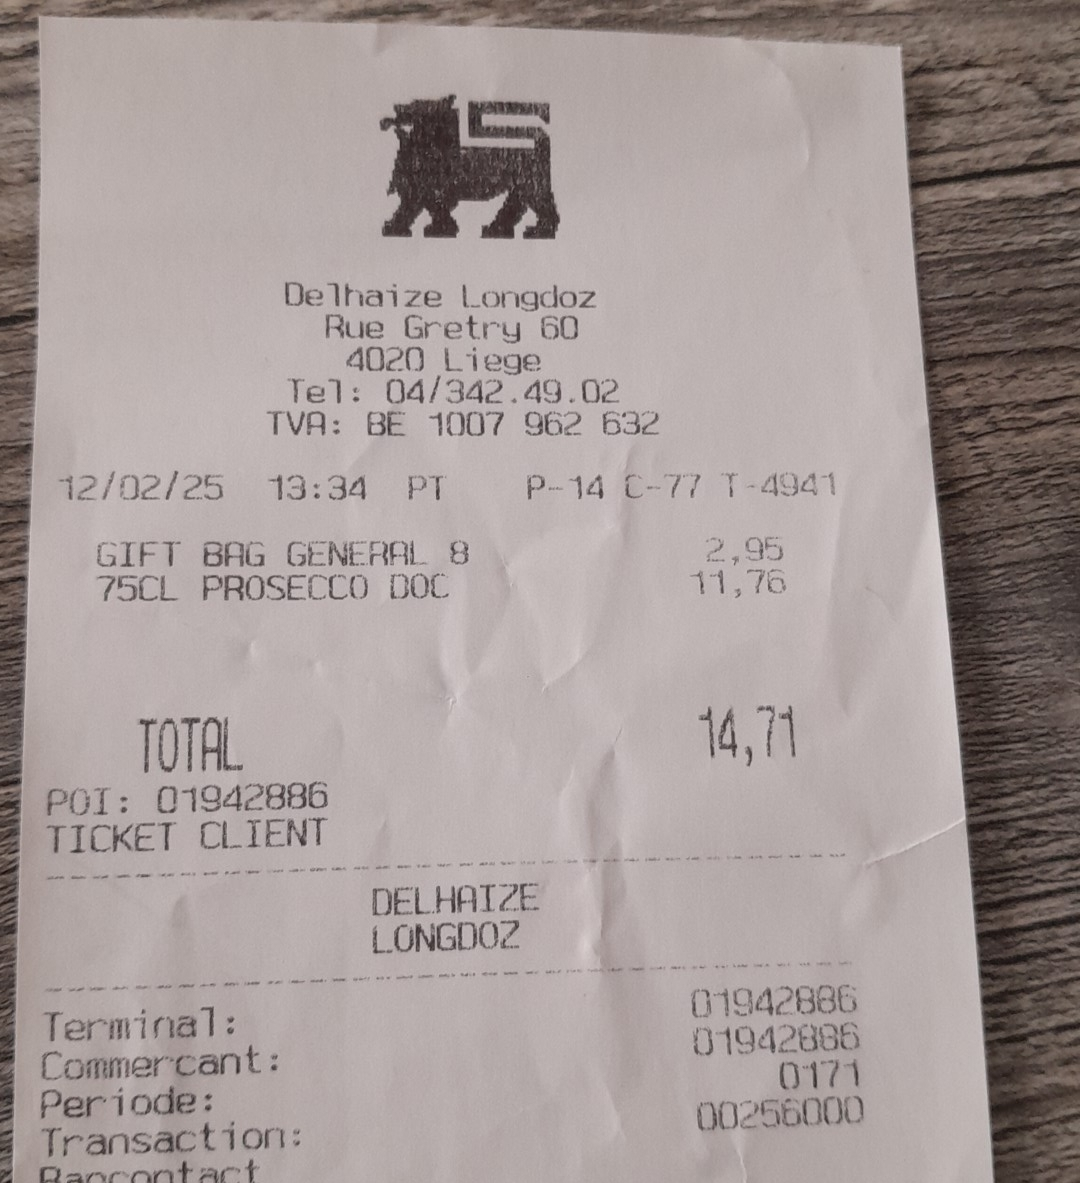 Delhaize Longdoz
Rue Gretry 60
4020 Liege
Tel: 04/342.49.02
TVA: BE 1007 962 632
12/02/25 13:34 PT P-14 C-77 T-4941
GIFT BAG GENERAL 8 2,95
75CL PROSECCO DOC 11,76
TOTAL 14,71
POI: 01942886
TICKET CLIENT
DELHAIZE
LONGDOZ
Terminal: 01942886
Commercant: 01942886
Periode: 0171
Transaction: 00256000
Bancontact